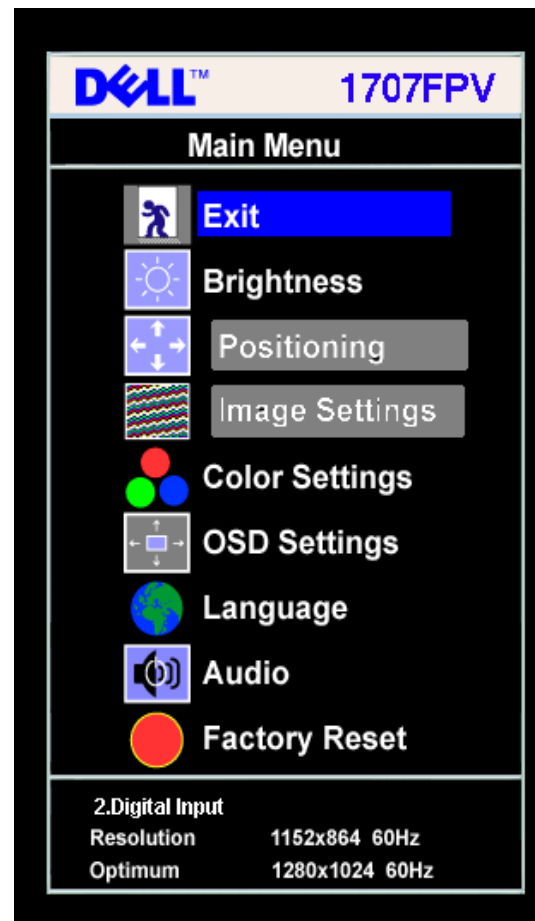 DELL™ 1707FPV
Main Menu
Exit
Brightness
Positioning
Image Settings
Color Settings
OSD Settings
Language
Audio
Factory Reset
2.Digital Input
Resolution 1152x864 60Hz
Optimum 1280x1024 60Hz